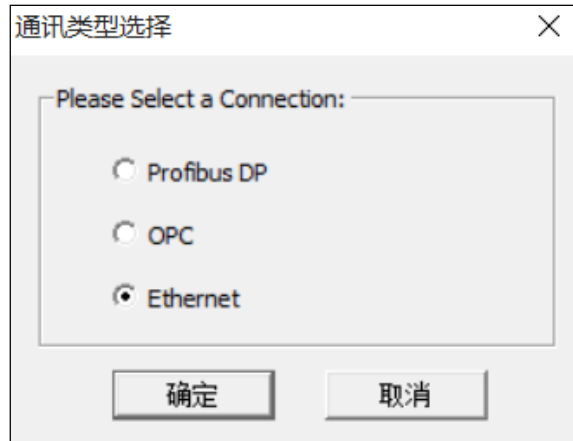 通讯类型选择
Please Select a Connection:
Profibus DP
OPC
Ethernet
确定 取消